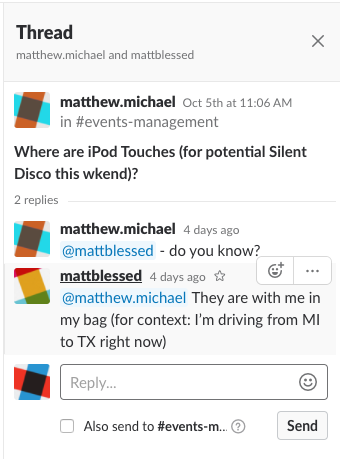 Thread
matthew.michael and mattblessed
matthew.michael Oct 5th at 11:06 AM
in #events-management
Where are iPod Touches (for potential Silent
Disco this wkend)?
2 replies
matthew.michael 4 days ago
@mattblessed - do you know?
mattblessed 4 days ago
@matthew.michael They are with me in
my bag (for context: I'm driving from MI
to TX right now)
Reply...
Also send to #events-m... ?
Send